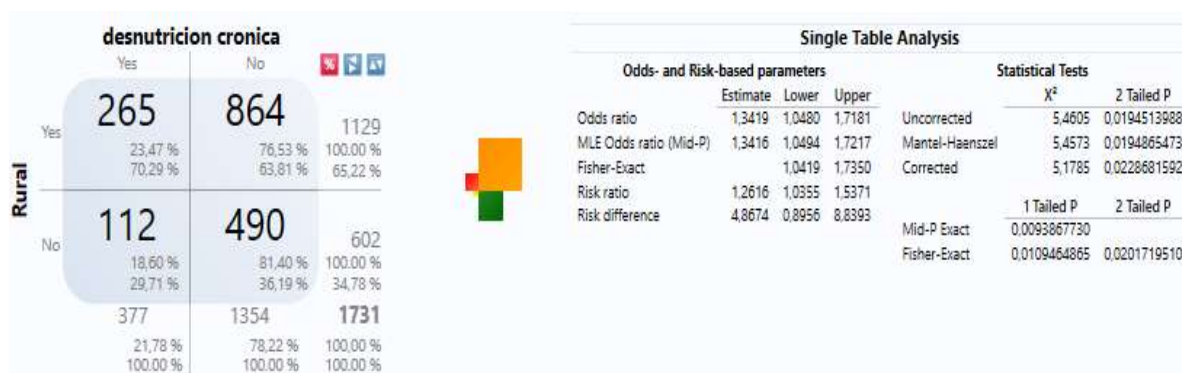 desnutricion cronica
Yes No
Rural
Yes 265 864 1129
23,47 % 76,53 % 100.00 %
70,29 % 63,81 % 65,22 %
No 112 490 602
18,60 % 81,40 % 100.00 %
29,71 % 36,19 % 34,78 %
377 1354 1731
21,78 % 78,22 % 100,00 %
100.00 % 100.00 % 100.00 %
Single Table Analysis
Odds- and Risk-based parameters
Estimate Lower Upper
Odds ratio 1,3419 1,0480 1,7181
MLE Odds ratio (Mid-P) 1,3416 1,0494 1,7217
Fisher-Exact 1,0419 1,7350
Risk ratio 1,2616 1,0355 1,5371
Risk difference 4,8674 0,8956 8,8393
Statistical Tests
X² 2 Tailed P
Uncorrected 5,4605 0,0194513988
Mantel-Haenszel 5,4573 0,0194865473
Corrected 5,1785 0,0228681592
1 Tailed P 2 Tailed P
Mid-P Exact 0,0093867730
Fisher-Exact 0,0109464865 0,0201719510